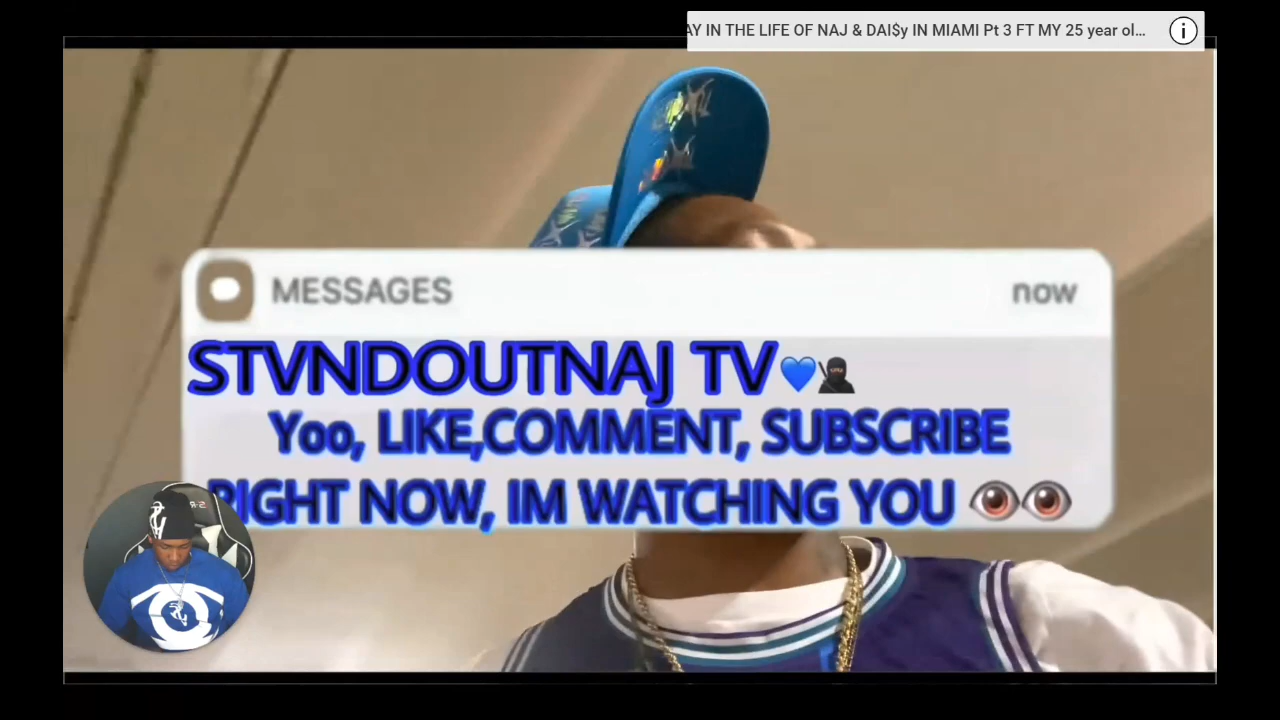 AY IN THE LIFE OF NAJ & DAI$y IN MIAMI Pt 3 FT MY 25 year ol...
MESSAGES
now
STVNDOUTNAJ TV💙🥷
Yoo, LIKE,COMMENT, SUBSCRIBE
RIGHT NOW, IM WATCHING YOU 👁️👁️